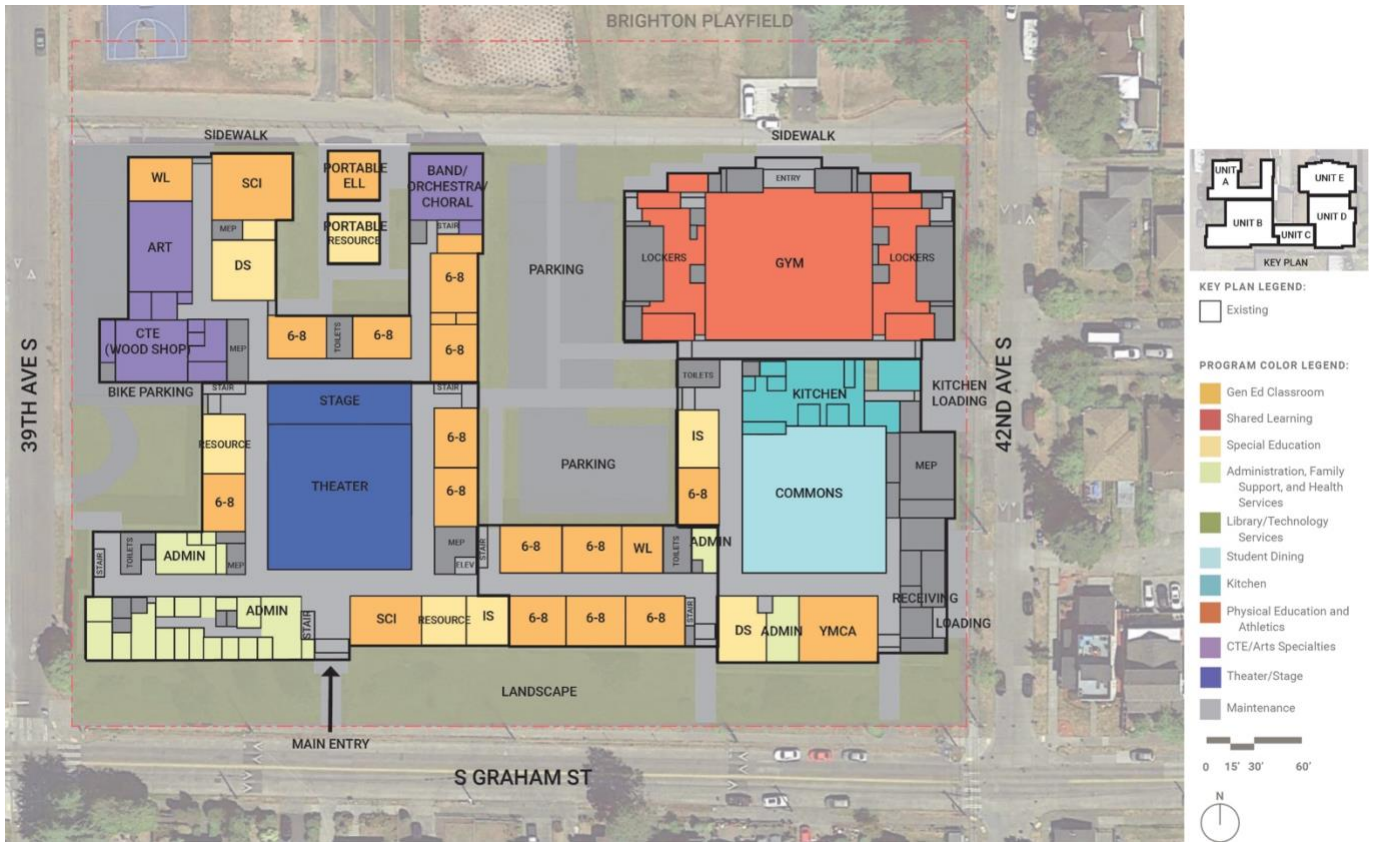 BRIGHTON PLAYFIELD
SIDEWALK
SIDEWALK
WL
SCI
PORTABLE
ELL
BAND/
ORCHESTRA/
CHORAL
ENTRY
MEP
PORTABLE
RESOURCE
STAIR
ART
DS
PARKING
LOCKERS
GYM
LOCKERS
6-8
CTE
(WOOD SHOP)
MEP
6-8
TOILETS
6-8
6-8
39TH AVE S
42ND AVE S
BIKE PARKING
STAIR
STAGE
STAIR
TOILETS
KITCHEN
KITCHEN
LOADING
RESOURCE
6-8
IS
THEATER
PARKING
MEP
6-8
6-8
6-8
COMMONS
STAIR
TOILETS
ADMIN
MEP
MEP
ELEV
STAIR
6-8
6-8
WL
TOILETS
ADMIN
ADMIN
STAIR
SCI
RESOURCE
IS
6-8
6-8
6-8
STAIR
DS
ADMIN
YMCA
RECEIVING
LOADING
LANDSCAPE
MAIN ENTRY
S GRAHAM ST
UNIT
A
UNIT E
UNIT B
UNIT D
UNIT C
KEY PLAN
KEY PLAN LEGEND:
Existing
PROGRAM COLOR LEGEND:
Gen Ed Classroom
Shared Learning
Special Education
Administration, Family
Support, and Health
Services
Library/Technology
Services
Student Dining
Kitchen
Physical Education and
Athletics
CTE/Arts Specialties
Theater/Stage
Maintenance
0 15' 30' 60'
N